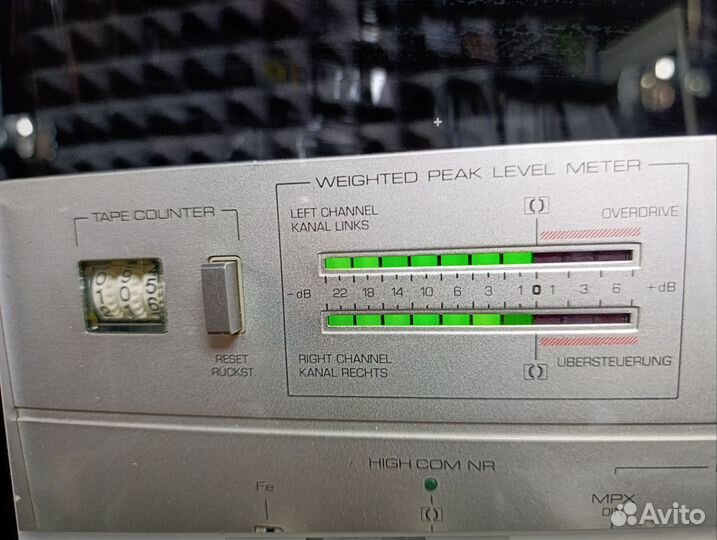 WEIGHTED PEAK LEVEL METER
TAPE COUNTER
LEFT CHANNEL
KANAL LINKS
OVERDRIVE
-dB 22 18 14 10 6 3 1 0 1 3 6 +dB
RIGHT CHANNEL
KANAL RECHTS
ÜBERSTEUERUNG
RESET
RÜCKST
HIGH COM NR
Fe
MPX
Avito